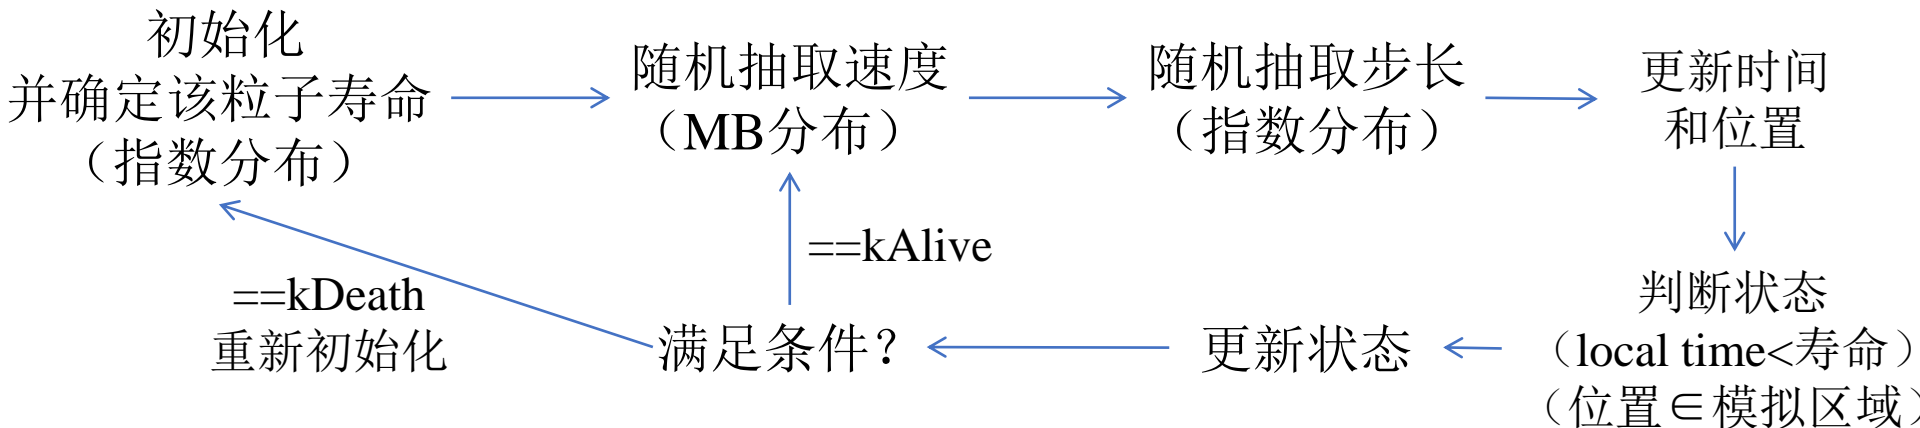 初始化
并确定该粒子寿命
（指数分布）
随机抽取速度
（MB分布）
随机抽取步长
（指数分布）
更新时间
和位置
判断状态
（local time<寿命）
（位置∈模拟区域）
更新状态
满足条件？
==kAlive
==kDeath
重新初始化